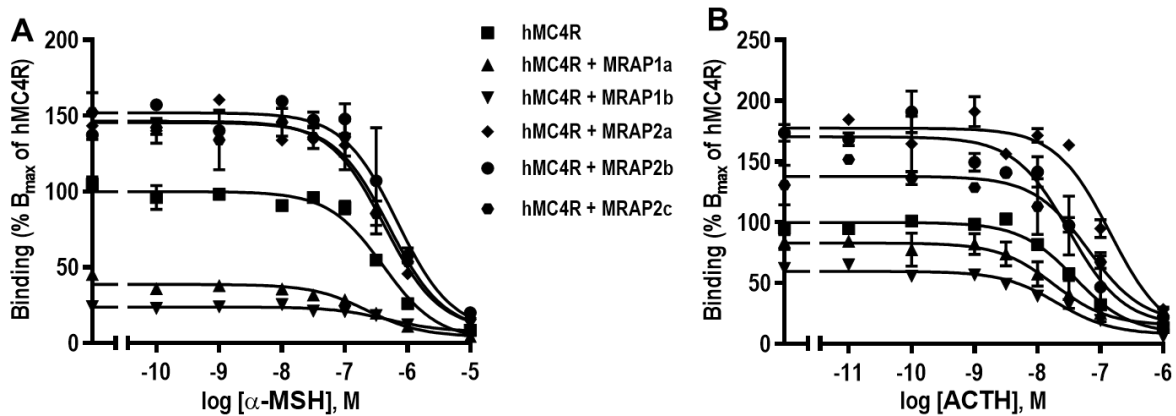 A
Binding (% Bmax of hMC4R)
200
150
100
50
0
-10 -9 -8 -7 -6 -5
log [α-MSH], M
hMC4R
hMC4R + MRAP1a
hMC4R + MRAP1b
hMC4R + MRAP2a
hMC4R + MRAP2b
hMC4R + MRAP2c
B
Binding (% Bmax of hMC4R)
250
200
150
100
50
0
-11 -10 -9 -8 -7 -6
log [ACTH], M